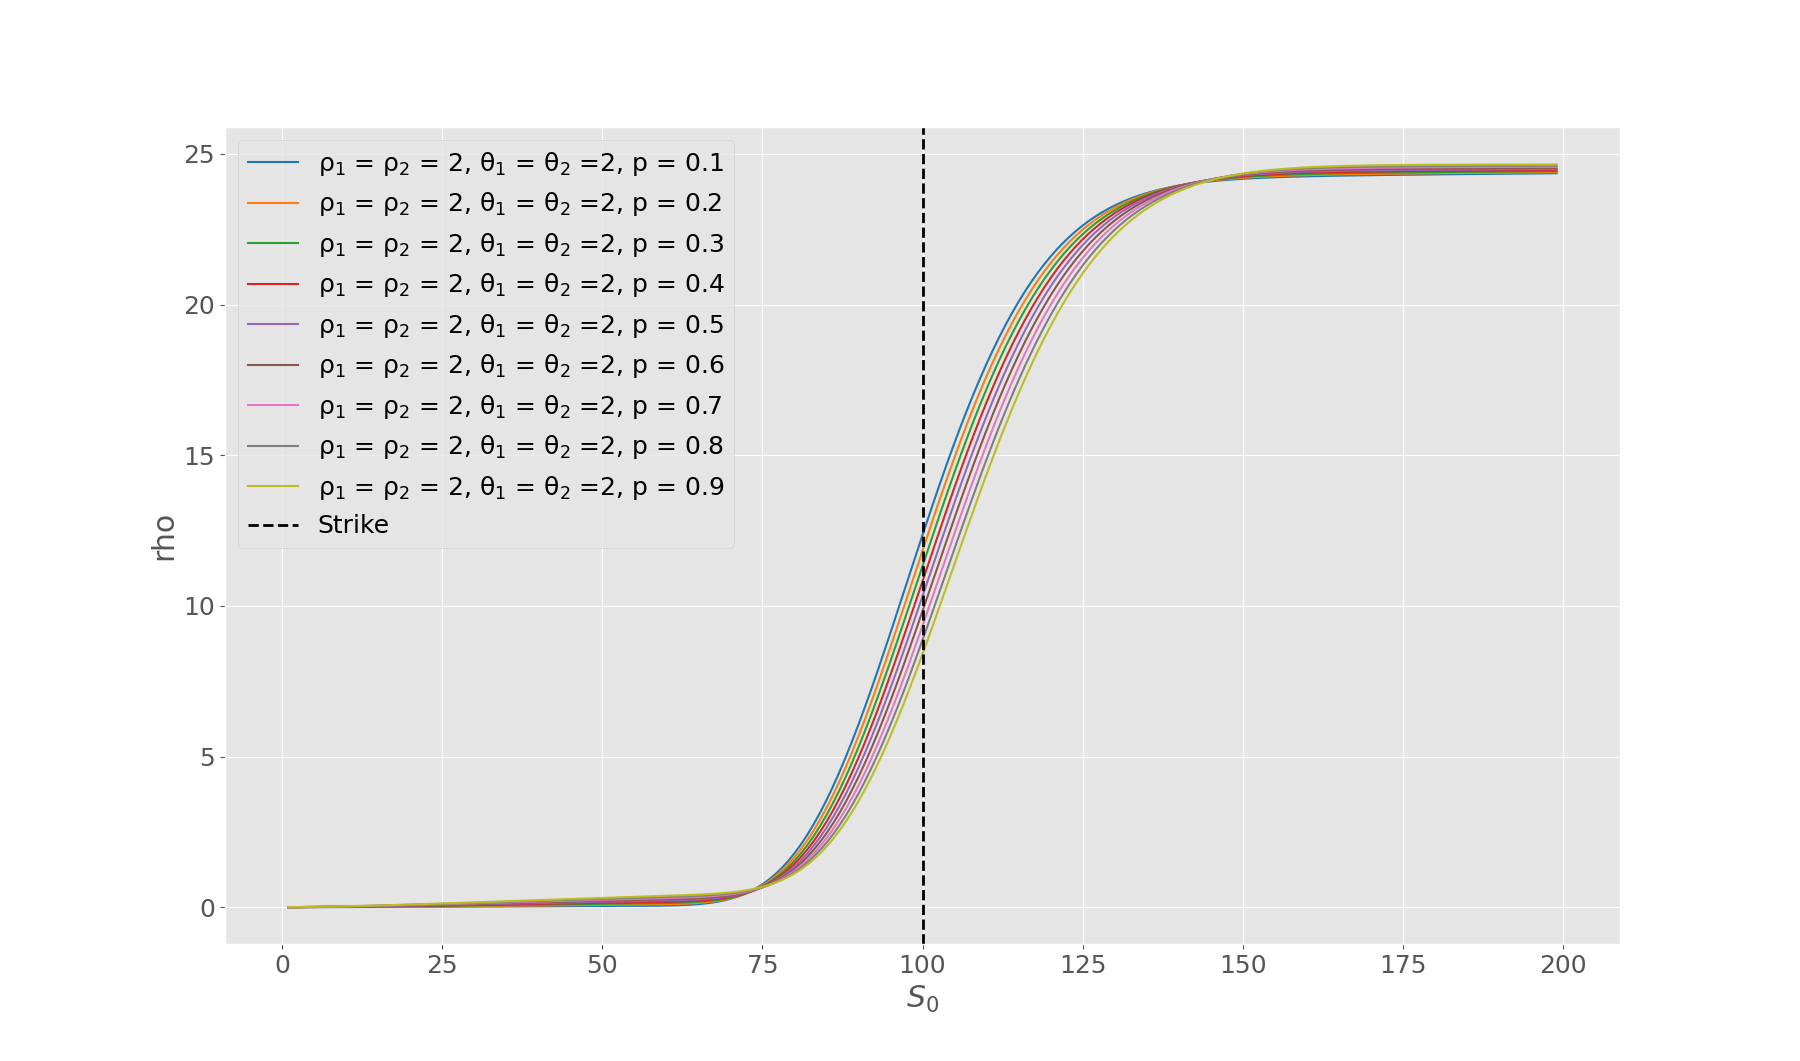 ρ₁ = ρ₂ = 2, θ₁ = θ₂ =2, p = 0.1
ρ₁ = ρ₂ = 2, θ₁ = θ₂ =2, p = 0.2
ρ₁ = ρ₂ = 2, θ₁ = θ₂ =2, p = 0.3
ρ₁ = ρ₂ = 2, θ₁ = θ₂ =2, p = 0.4
ρ₁ = ρ₂ = 2, θ₁ = θ₂ =2, p = 0.5
ρ₁ = ρ₂ = 2, θ₁ = θ₂ =2, p = 0.6
ρ₁ = ρ₂ = 2, θ₁ = θ₂ =2, p = 0.7
ρ₁ = ρ₂ = 2, θ₁ = θ₂ =2, p = 0.8
ρ₁ = ρ₂ = 2, θ₁ = θ₂ =2, p = 0.9
Strike
rho
25
20
15
10
5
0
0 25 50 75 100 125 150 175 200
S₀